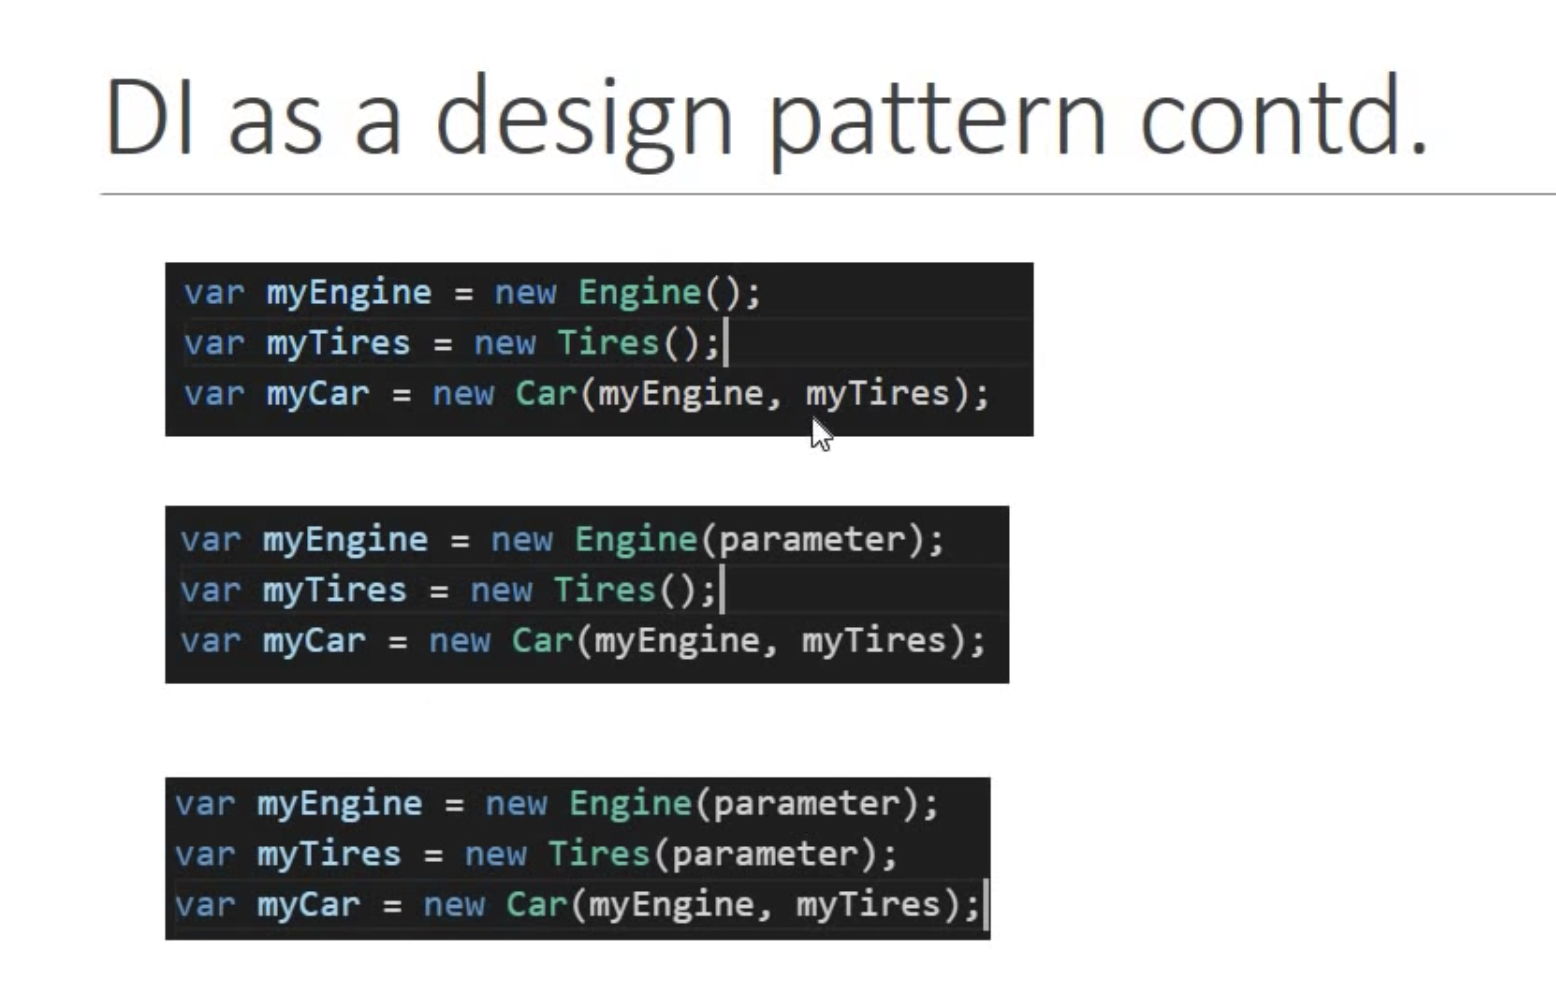 DI as a design pattern contd.
var myEngine = new Engine();
var myTires = new Tires();
var myCar = new Car(myEngine, myTires);
var myEngine = new Engine(parameter);
var myTires = new Tires();
var myCar = new Car(myEngine, myTires);
var myEngine = new Engine(parameter);
var myTires = new Tires(parameter);
var myCar = new Car(myEngine, myTires);